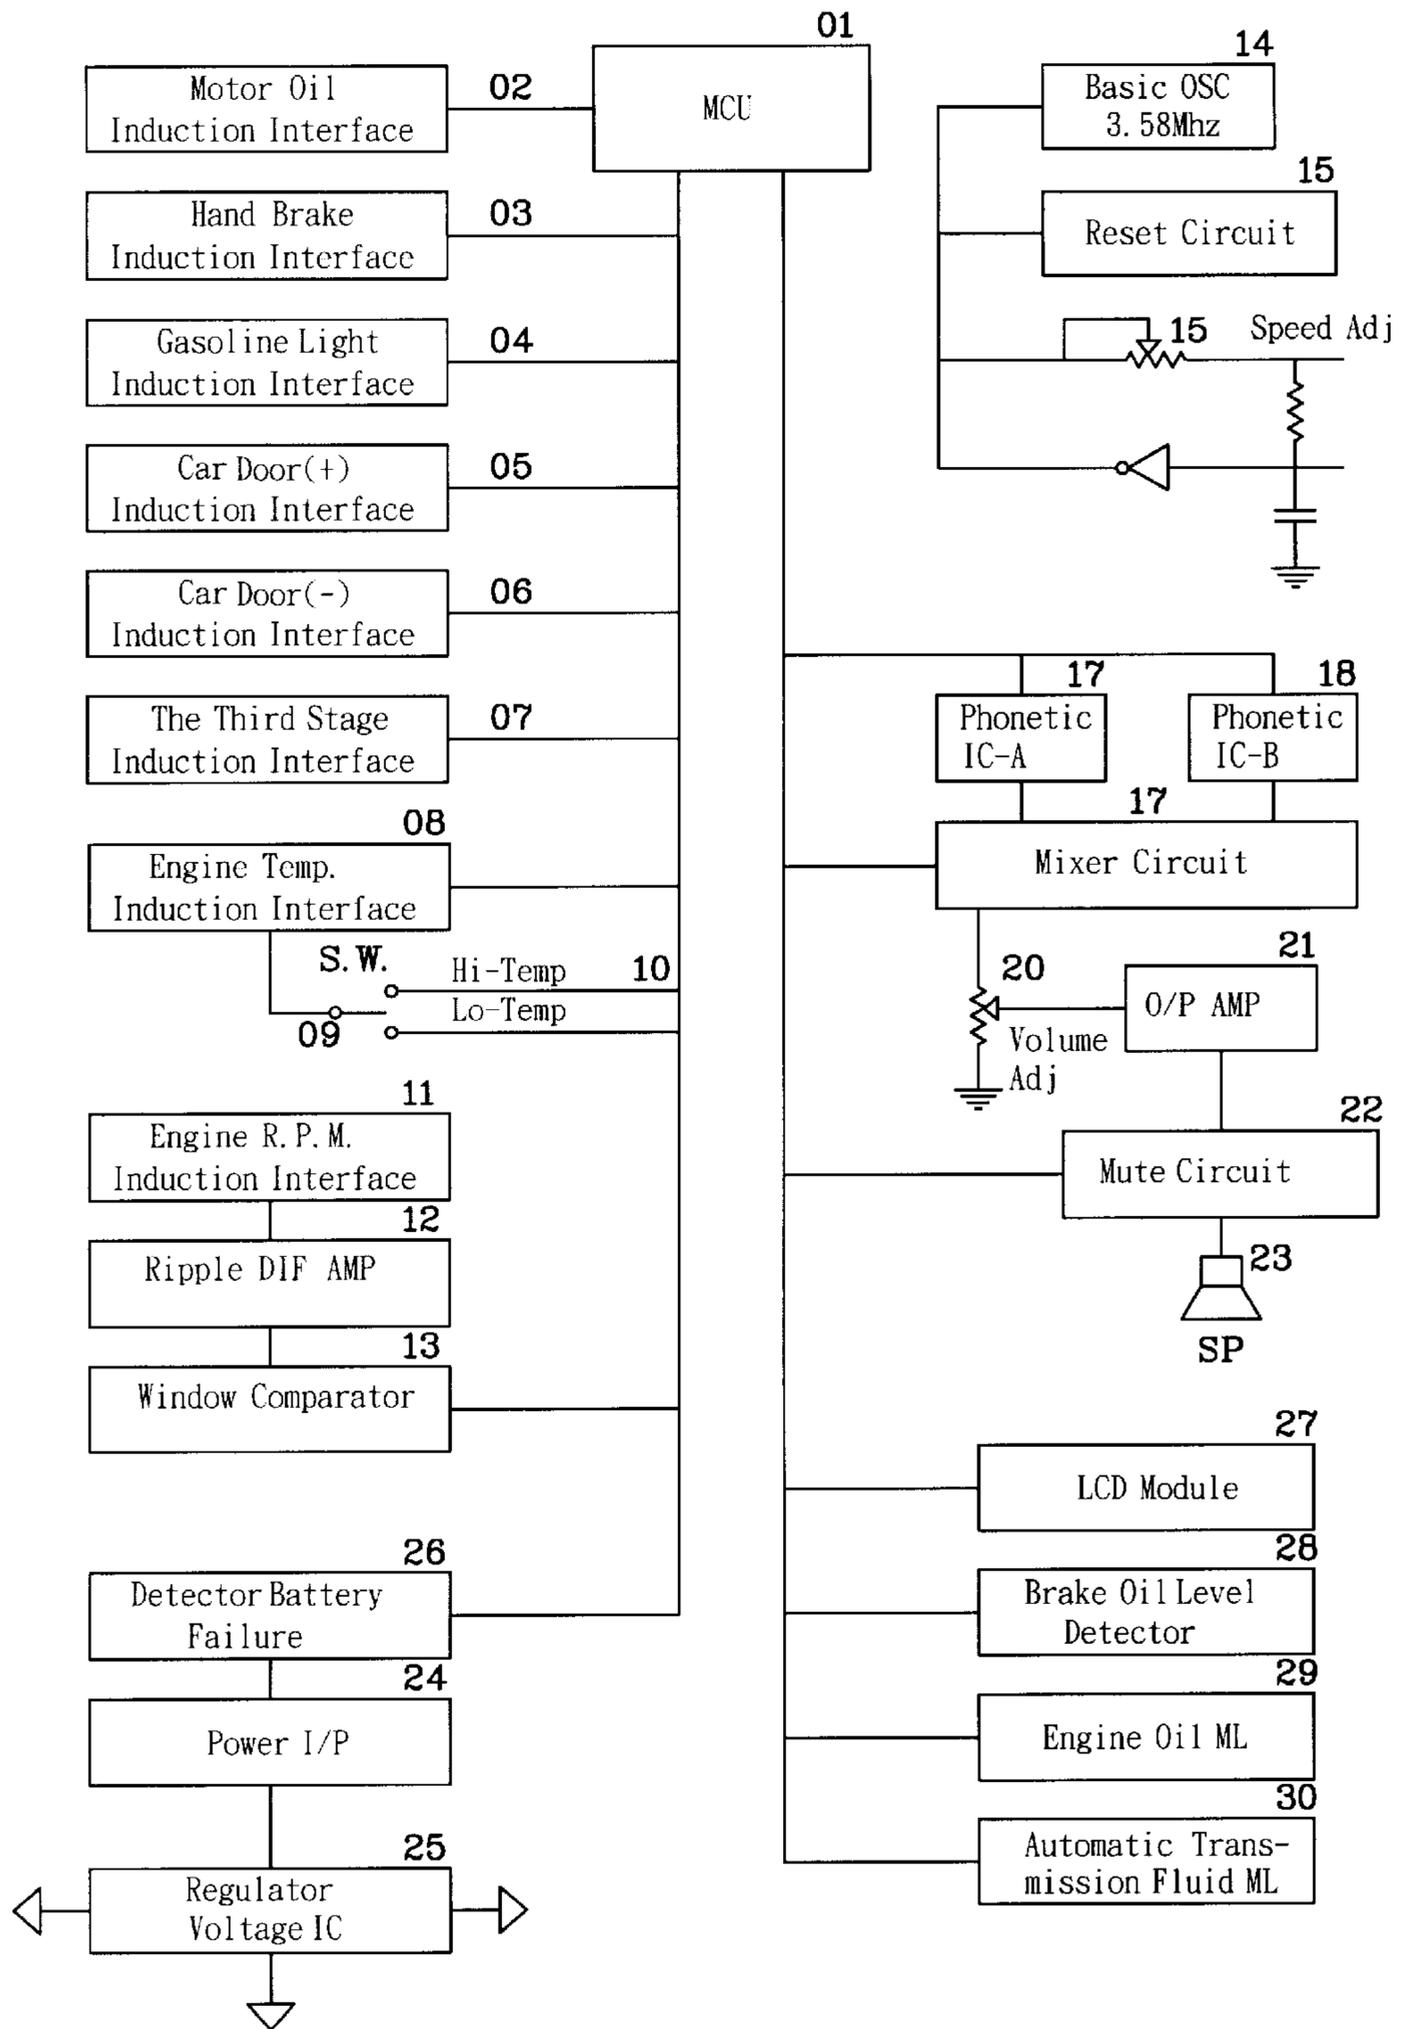 01
MCU
02
Motor Oil
Induction Interface
03
Hand Brake
Induction Interface
04
Gasoline Light
Induction Interface
05
Car Door(+)
Induction Interface
06
Car Door(-)
Induction Interface
07
The Third Stage
Induction Interface
08
Engine Temp.
Induction Interface
S.W.
09
Hi-Temp
10
Lo-Temp
11
Engine R.P.M.
Induction Interface
12
Ripple DIF AMP
13
Window Comparator
26
Detector Battery
Failure
24
Power I/P
25
Regulator
Voltage IC
14
Basic OSC
3.58Mhz
15
Reset Circuit
15
Speed Adj
17
Phonetic
IC-A
18
Phonetic
IC-B
17
Mixer Circuit
20
Volume
Adj
21
O/P AMP
22
Mute Circuit
23
SP
27
LCD Module
28
Brake Oil Level
Detector
29
Engine Oil ML
30
Automatic Trans-
mission Fluid ML